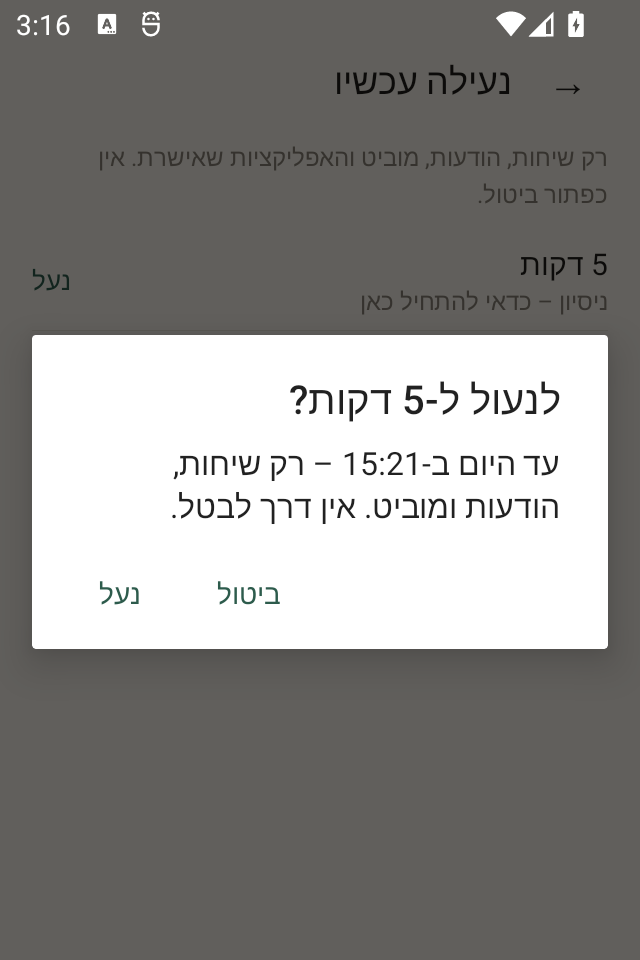 3:16
נעילה עכשיו
רק שיחות, הודעות, מוביט והאפליקציות שאישרת. אין
כפתור ביטול.
5 דקות
ניסיון – כדאי להתחיל כאן
נעל
לנעול ל-5 דקות?
עד היום ב-15:21 – רק שיחות,
הודעות ומוביט. אין דרך לבטל.
ביטול
נעל